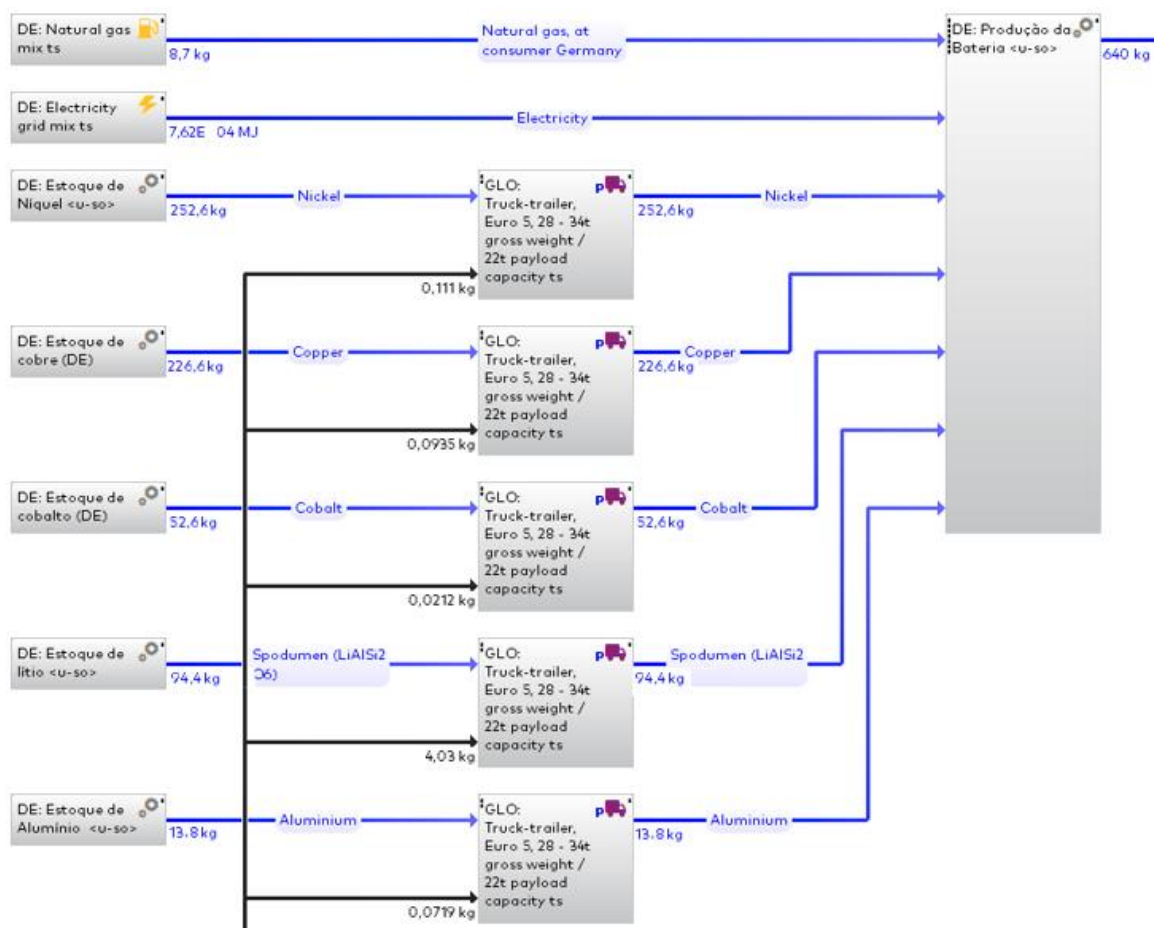 DE: Natural gas
mix ts
8,7 kg
Natural gas, at
consumer Germany
DE: Produção da
Bateria <u-so>
640 kg
DE: Electricity
grid mix ts
7,62E 04 MJ
Electricity
DE: Estoque de
Níquel <u-so>
252,6kg
Nickel
GLO:
Truck-trailer,
Euro 5, 28 - 34t
gross weight /
22t payload
capacity ts
p
252,6 kg
Nickel
0,111 kg
DE: Estoque de
cobre (DE)
226,6kg
Copper
GLO:
Truck-trailer,
Euro 5, 28 - 34t
gross weight /
22t payload
capacity ts
p
226,6 kg
Copper
0,0935 kg
DE: Estoque de
cobalto (DE)
52,6kg
Cobalt
GLO:
Truck-trailer,
Euro 5, 28 - 34t
gross weight /
22t payload
capacity ts
p
52,6 kg
Cobalt
0,0212 kg
DE: Estoque de
lítio <u-so>
94,4 kg
Spodumen (LiAlSi2
O6)
GLO:
Truck-trailer,
Euro 5, 28 - 34t
gross weight /
22t payload
capacity ts
p
94,4 kg
Spodumen (LiAlSi2
4,03 kg
DE: Estoque de
Alumínio <u-so>
13.8kg
Aluminium
GLO:
Truck-trailer,
Euro 5, 28 - 34t
gross weight /
22t payload
capacity ts
p
13.8 kg
Aluminium
0,0719 kg